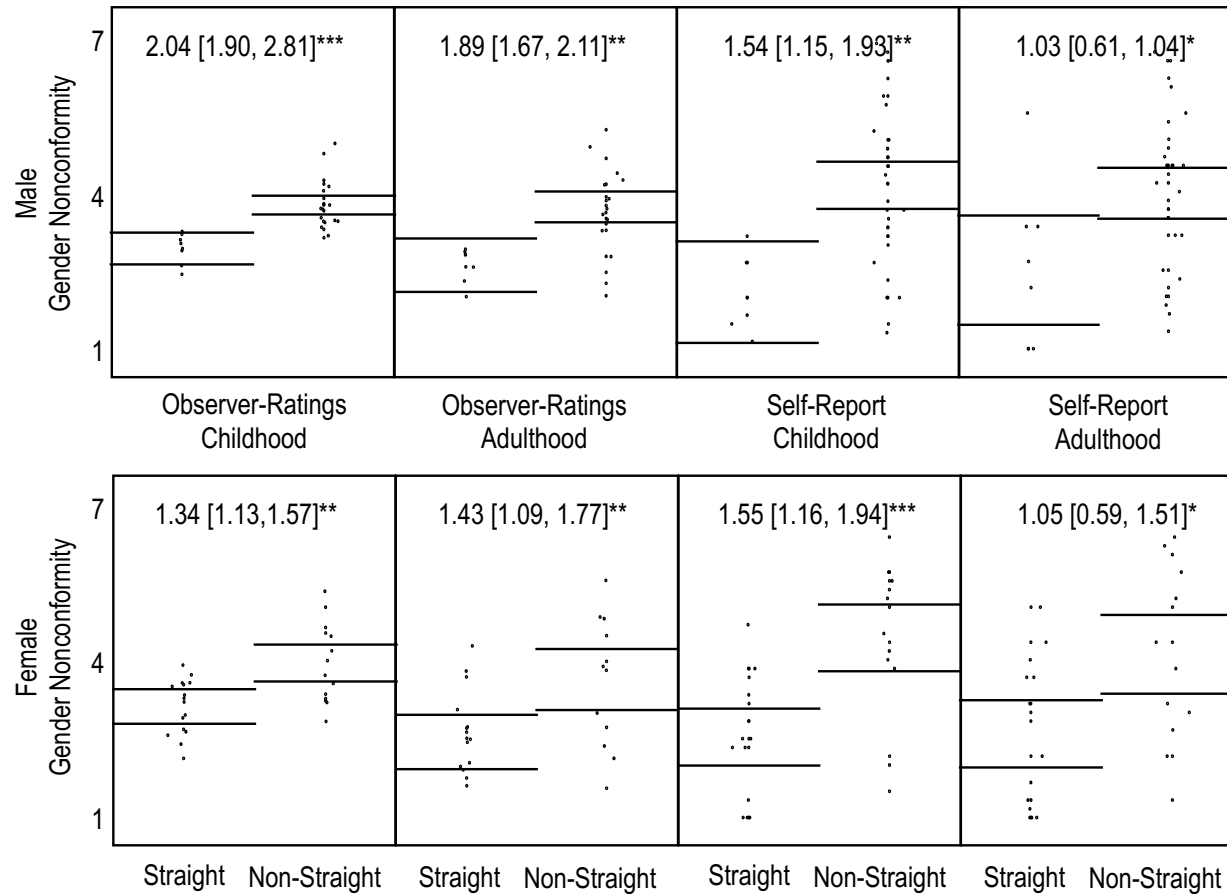 7
2.04 [1.90, 2.81]***
1.89 [1.67, 2.11]**
1.54 [1.15, 1.93]**
1.03 [0.61, 1.04]*
Male
Gender Nonconformity
4
1
Observer-Ratings
Childhood
Observer-Ratings
Adulthood
Self-Report
Childhood
Self-Report
Adulthood
7
1.34 [1.13,1.57]**
1.43 [1.09, 1.77]**
1.55 [1.16, 1.94]***
1.05 [0.59, 1.51]*
Female
Gender Nonconformity
4
1
Straight Non-Straight Straight Non-Straight Straight Non-Straight Straight Non-Straight